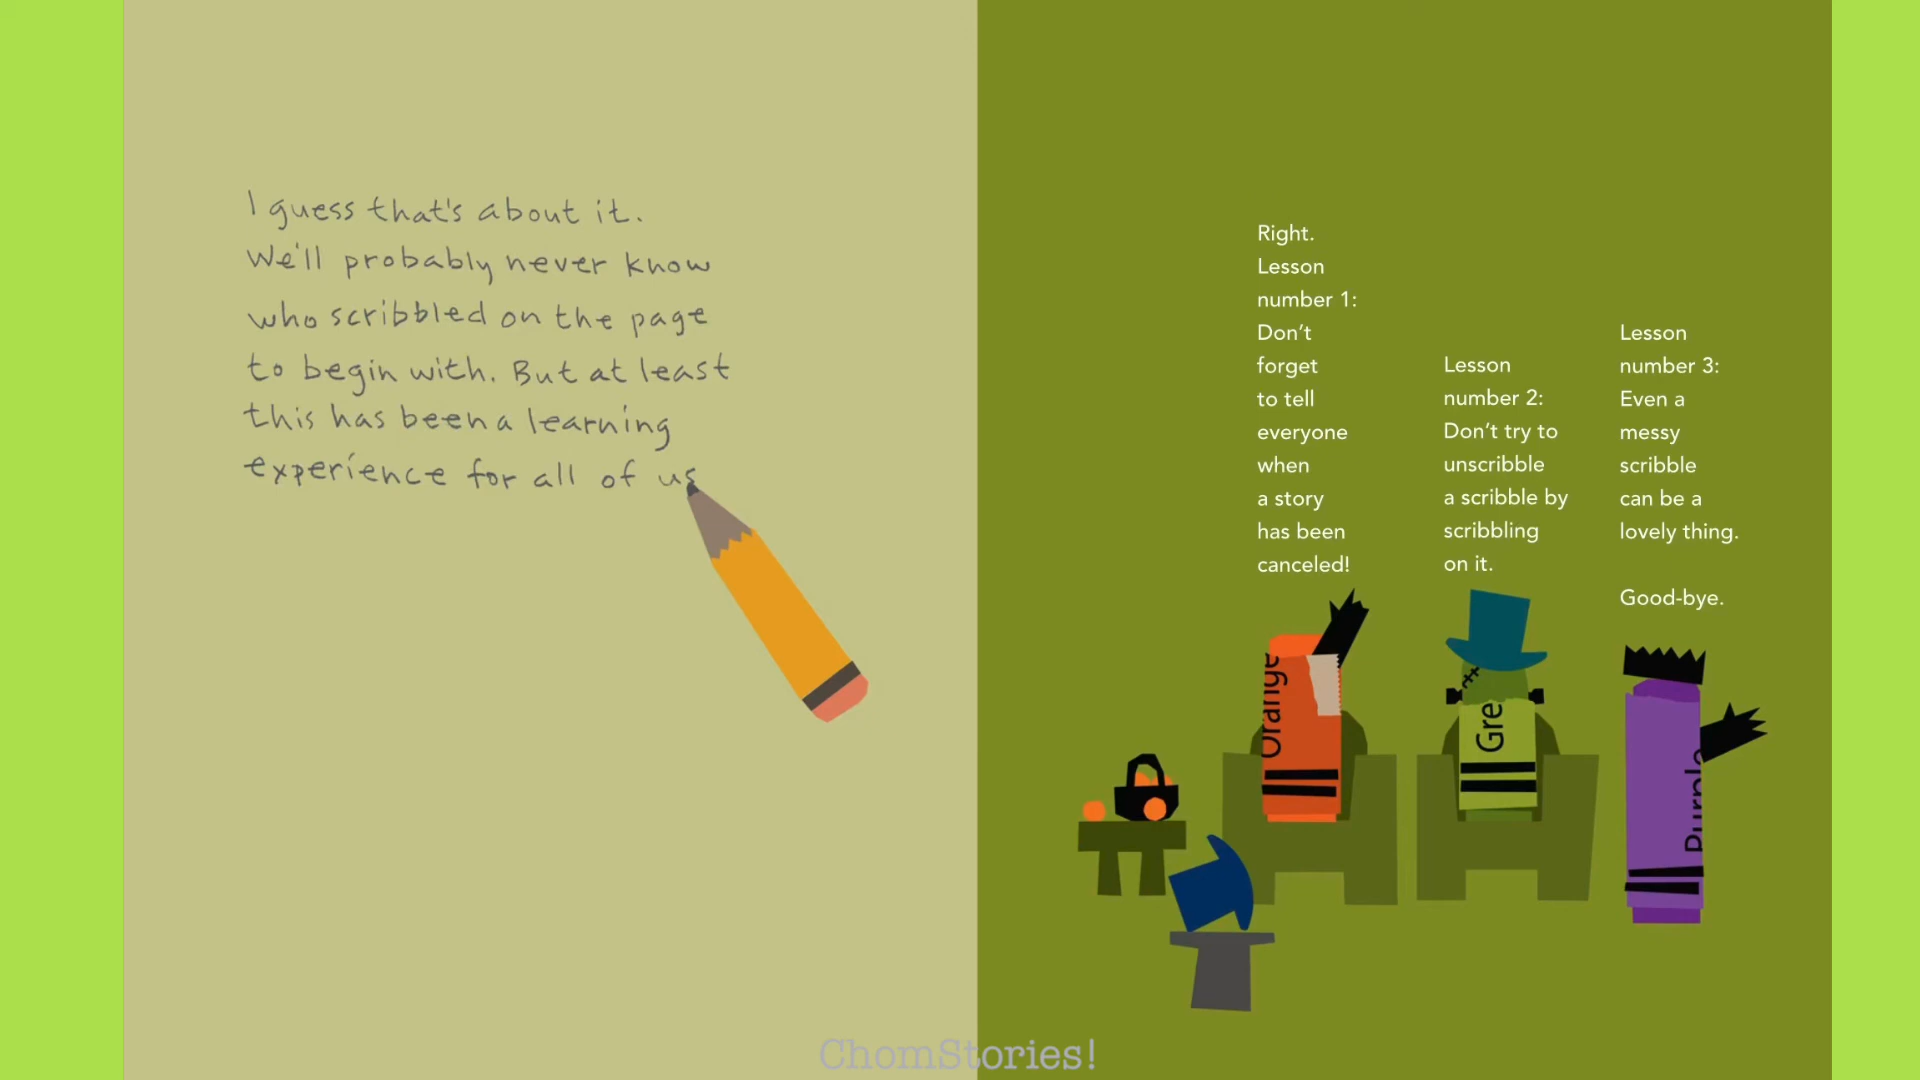 I guess that's about it.
We'll probably never know
who scribbled on the page
to begin with. But at least
this has been a learning
experience for all of us
Right.
Lesson
number 1:
Don't
forget
to tell
everyone
when
a story
has been
canceled!
Lesson
number 2:
Don't try to
unscribble
a scribble by
scribbling
on it.
Lesson
number 3:
Even a
messy
scribble
can be a
lovely thing.
Good-bye.
Orange
Gre
Purple
ChomStories!